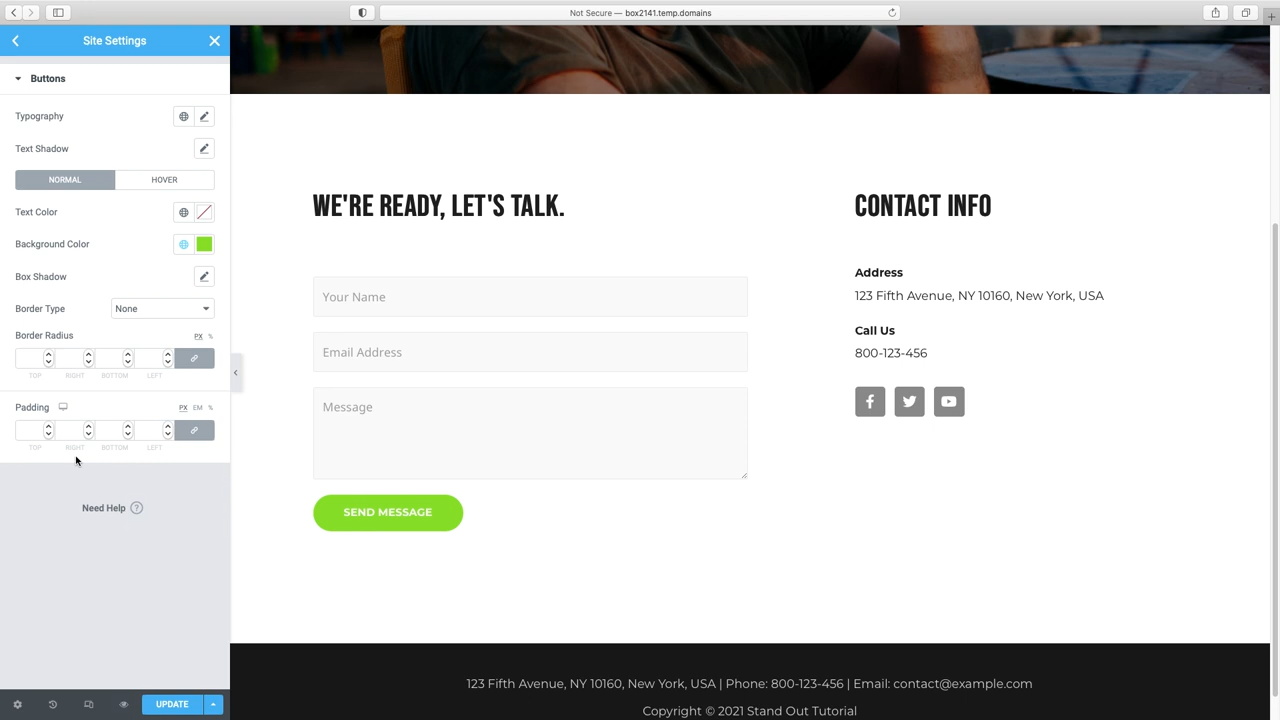 Not Secure — box2141.temp.domains
Site Settings
Buttons
Typography
Text Shadow
NORMAL
HOVER
Text Color
Background Color
Box Shadow
Border Type
None
Border Radius
PX
%
TOP
RIGHT
BOTTOM
LEFT
Padding
PX
EM
%
TOP
RIGHT
BOTTOM
LEFT
Need Help
?
UPDATE
WE'RE READY, LET'S TALK.
Your Name
Email Address
Message
SEND MESSAGE
CONTACT INFO
Address
123 Fifth Avenue, NY 10160, New York, USA
Call Us
800-123-456
123 Fifth Avenue, NY 10160, New York, USA | Phone: 800-123-456 | Email: contact@example.com
Copyright © 2021 Stand Out Tutorial